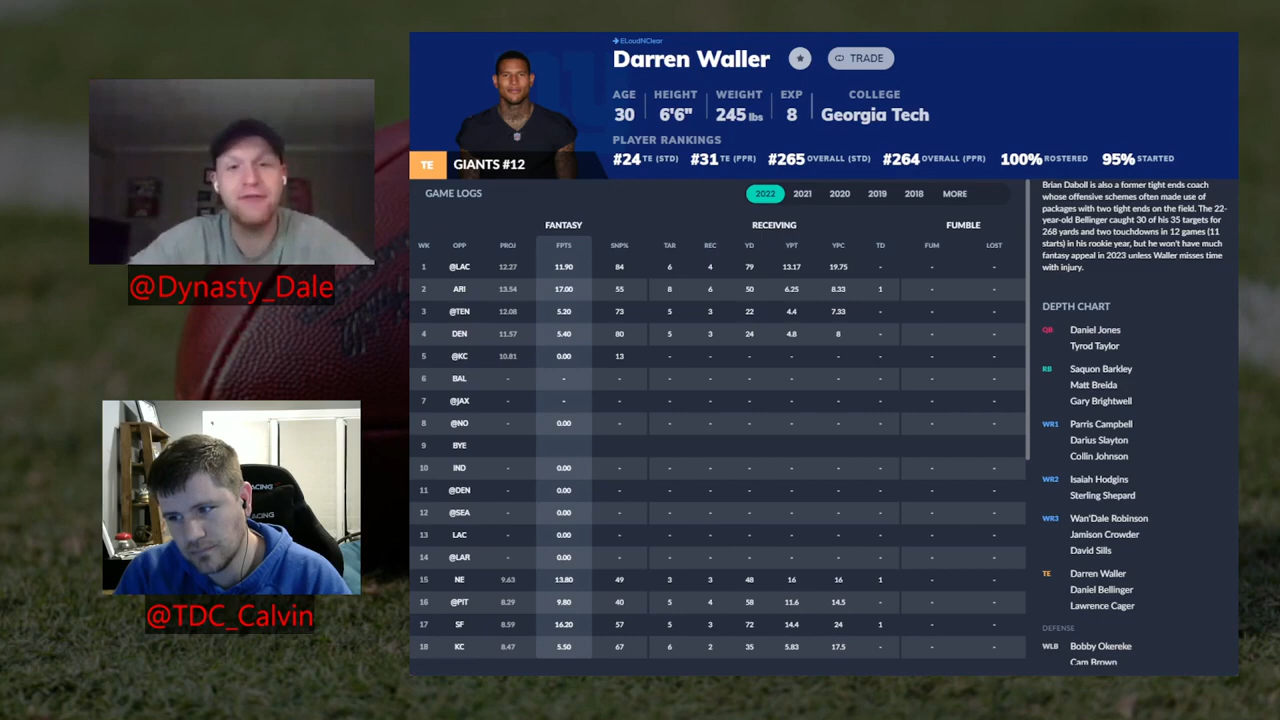 @Dynasty_Dale
@TDC_Calvin
ELoudNClear
Darren Waller
TRADE
AGE HEIGHT WEIGHT EXP COLLEGE
30 6'6" 245 lbs 8 Georgia Tech
PLAYER RANKINGS
#24 TE (STD) #31 TE (PPR) #265 OVERALL (STD) #264 OVERALL (PPR) 100% ROSTERED 95% STARTED
TE GIANTS #12
GAME LOGS 2022 2021 2020 2019 2018 MORE
FANTASY RECEIVING FUMBLE
WK OPP PROJ FPTS SNP% TAR REC YD YPT YPC TD FUM LOST
1 @LAC 12.27 11.90 84 6 4 79 13.17 19.75 - - -
2 ARI 13.54 17.00 55 8 6 50 6.25 8.33 1 - -
3 @TEN 12.08 5.20 73 5 3 22 4.4 7.33 - - -
4 DEN 11.57 5.40 80 5 3 24 4.8 8 - - -
5 @KC 10.81 0.00 13 - - - - - - - -
6 BAL - - - - - - - - - - -
7 @JAX - - - - - - - - - - -
8 @NO - 0.00 - - - - - - - - -
9 BYE
10 IND - 0.00 - - - - - - - - -
11 @DEN - 0.00 - - - - - - - - -
12 @SEA - 0.00 - - - - - - - - -
13 LAC - 0.00 - - - - - - - - -
14 @LAR - 0.00 - - - - - - - - -
15 NE 9.63 13.80 49 3 3 48 16 16 1 - -
16 @PIT 8.29 9.80 40 5 4 58 11.6 14.5 - - -
17 SF 8.59 16.20 57 5 3 72 14.4 24 1 - -
18 KC 8.47 5.50 67 6 2 35 5.83 17.5 - - -
Brian Daboll is also a former tight ends coach
whose offensive schemes often made use of
packages with two tight ends on the field. The 22-
year-old Bellinger caught 30 of his 35 targets for
268 yards and two touchdowns in 12 games (11
starts) in his rookie year, but he won't have much
fantasy appeal in 2023 unless Waller misses time
with injury.
DEPTH CHART
QB Daniel Jones
Tyrod Taylor
RB Saquon Barkley
Matt Breida
Gary Brightwell
WR1 Parris Campbell
Darius Slayton
Collin Johnson
WR2 Isaiah Hodgins
Sterling Shepard
WR3 Wan'Dale Robinson
Jamison Crowder
David Sills
TE Darren Waller
Daniel Bellinger
Lawrence Cager
DEFENSE
WLB Bobby Okereke
Cam Brown